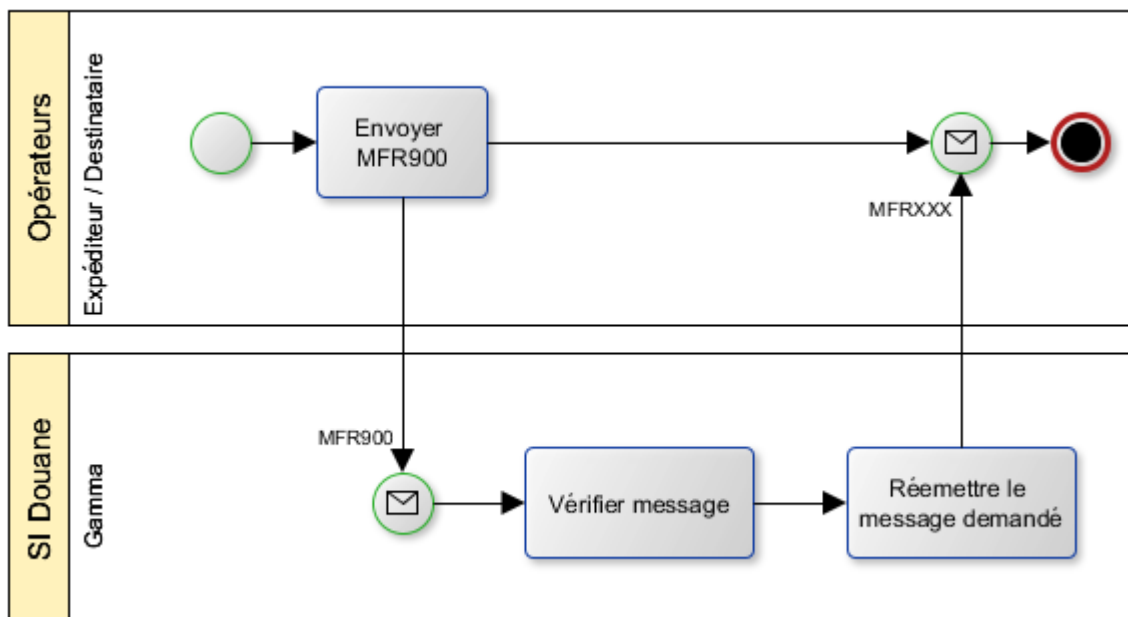 Opérateurs
Expéditeur / Destinataire
Envoyer
MFR900
MFRXXX
SI Douane
Gamma
MFR900
Vérifier message
Réemettre le
message demandé